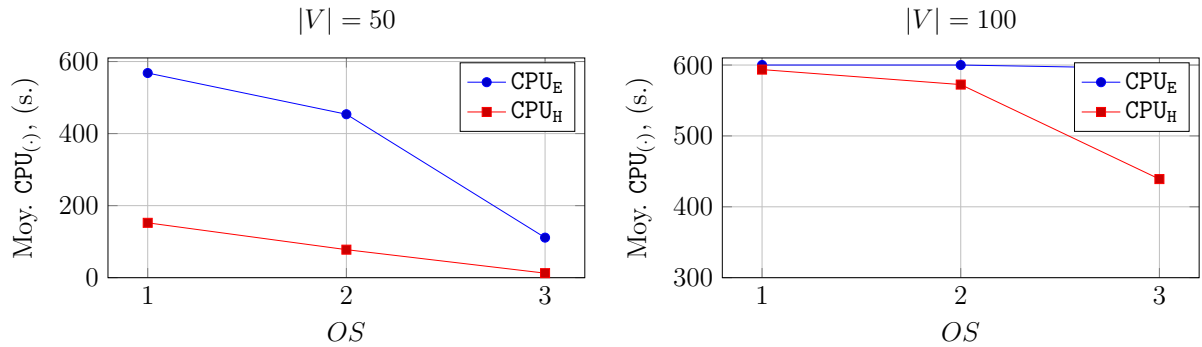 |V| = 50
600
400
200
0
Moy. CPU(·), (s.)
CPU_E
CPU_H
1 2 3
OS
|V| = 100
600
500
400
300
Moy. CPU(·), (s.)
CPU_E
CPU_H
1 2 3
OS